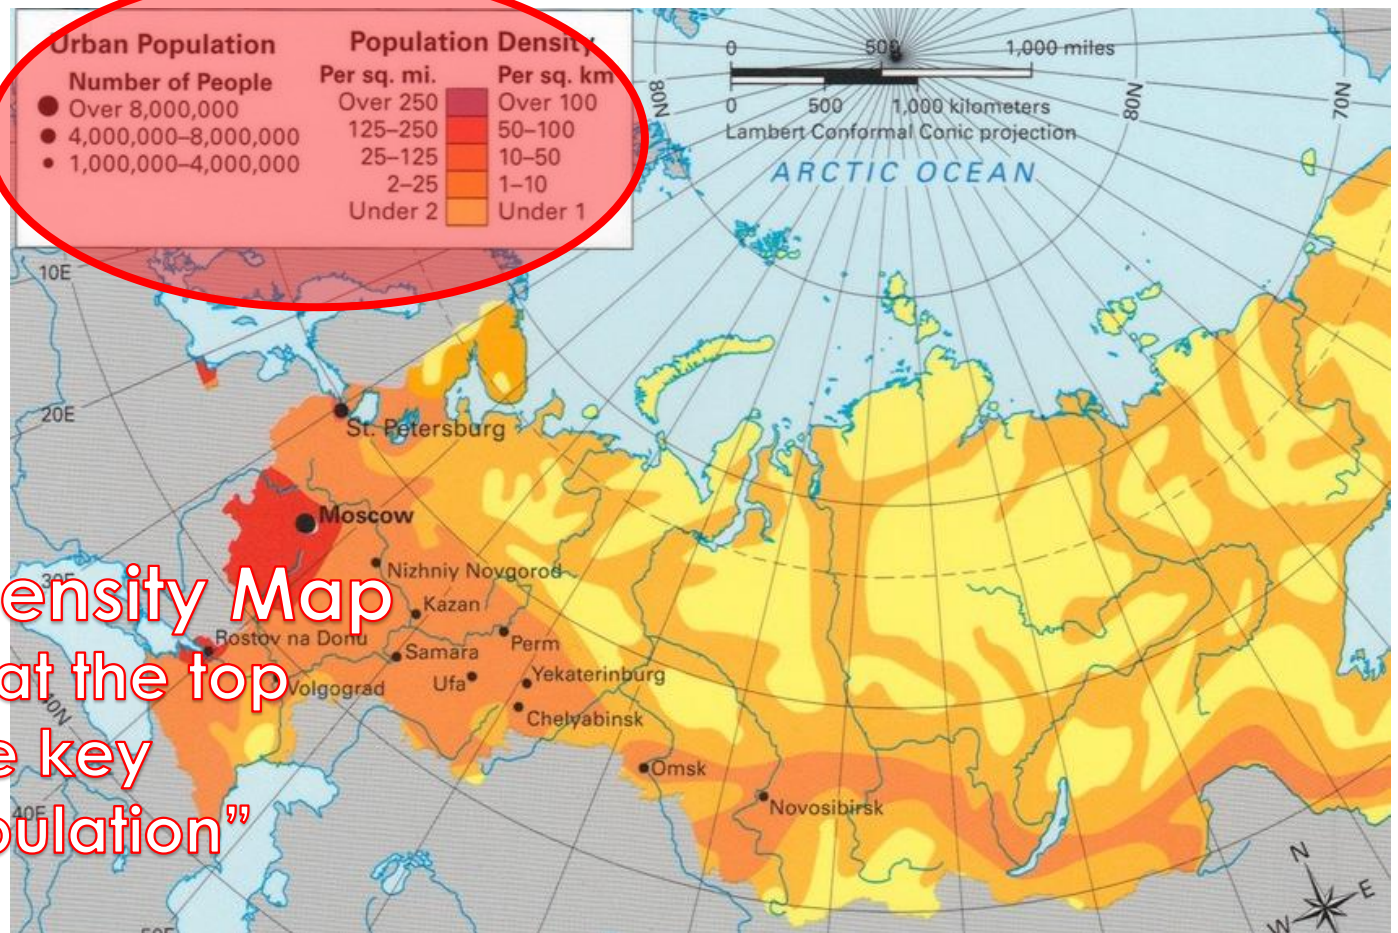 Urban Population
Number of People
Over 8,000,000
4,000,000–8,000,000
1,000,000–4,000,000
Population Density
Per sq. mi. Per sq. km
Over 250 Over 100
125–250 50–100
25–125 10–50
2–25 1–10
Under 2 Under 1
0 500 1,000 miles
0 500 1,000 kilometers
Lambert Conformal Conic projection
80N
80N
70N
ARCTIC OCEAN
10E
20E
St. Petersburg
Moscow
Nizhniy Novgorod
30E
ensity Map
Kazan
Rostov na Donu
Perm
Samara
at the top
Yekaterinburg
Ufa
Volgograd
40N
Chelyabinsk
e key
Omsk
Novosibirsk
40E
pulation”
N
E
W
50E